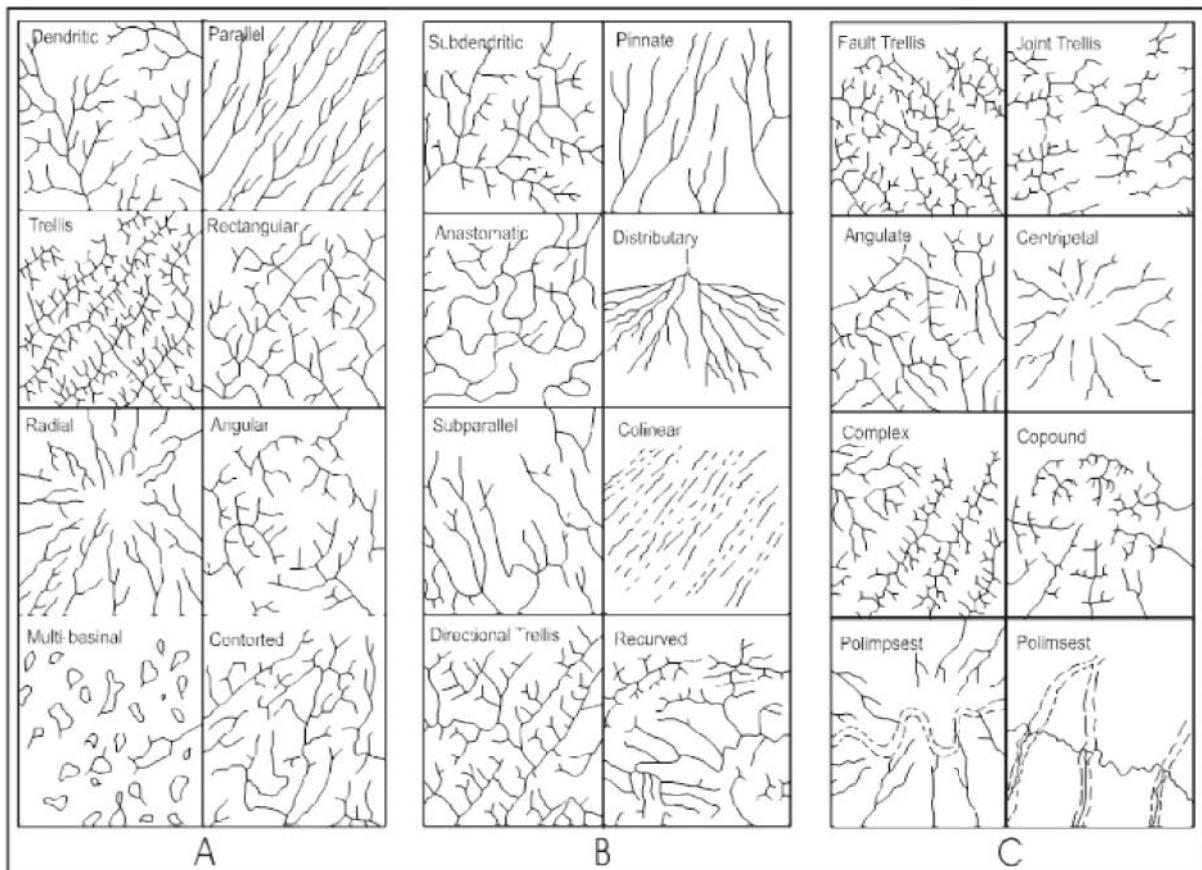 Dendritic
Parallel
Trellis
Rectangular
Radial
Angular
Multi-basinal
Contorted
A
Subdendritic
Pinnate
Anastomatic
Distributary
Subparallel
Colinear
Directional Trellis
Recurved
B
Fault Trellis
Joint Trellis
Angulate
Centripetal
Complex
Copound
Polimpsest
Polimsest
C